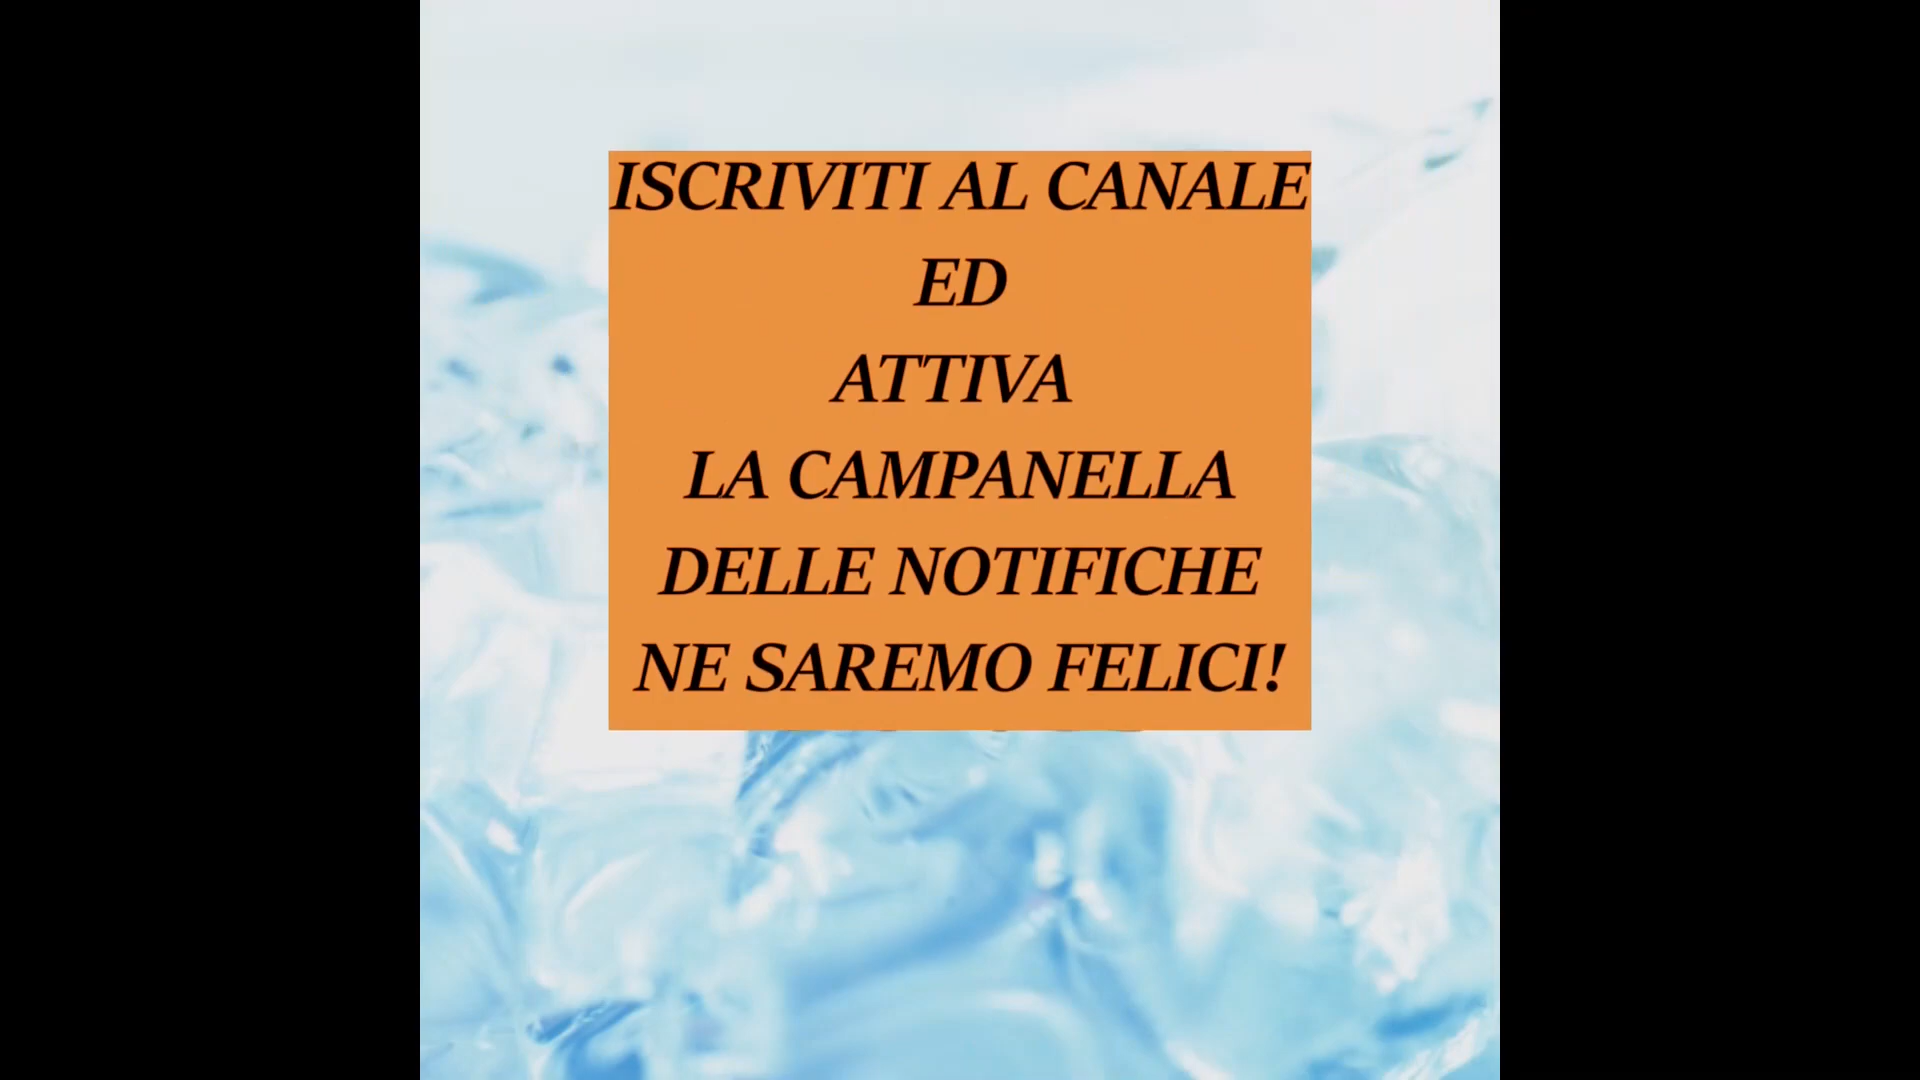 ISCRIVITI AL CANALE
ED
ATTIVA
LA CAMPANELLA
DELLE NOTIFICHE
NE SAREMO FELICI!